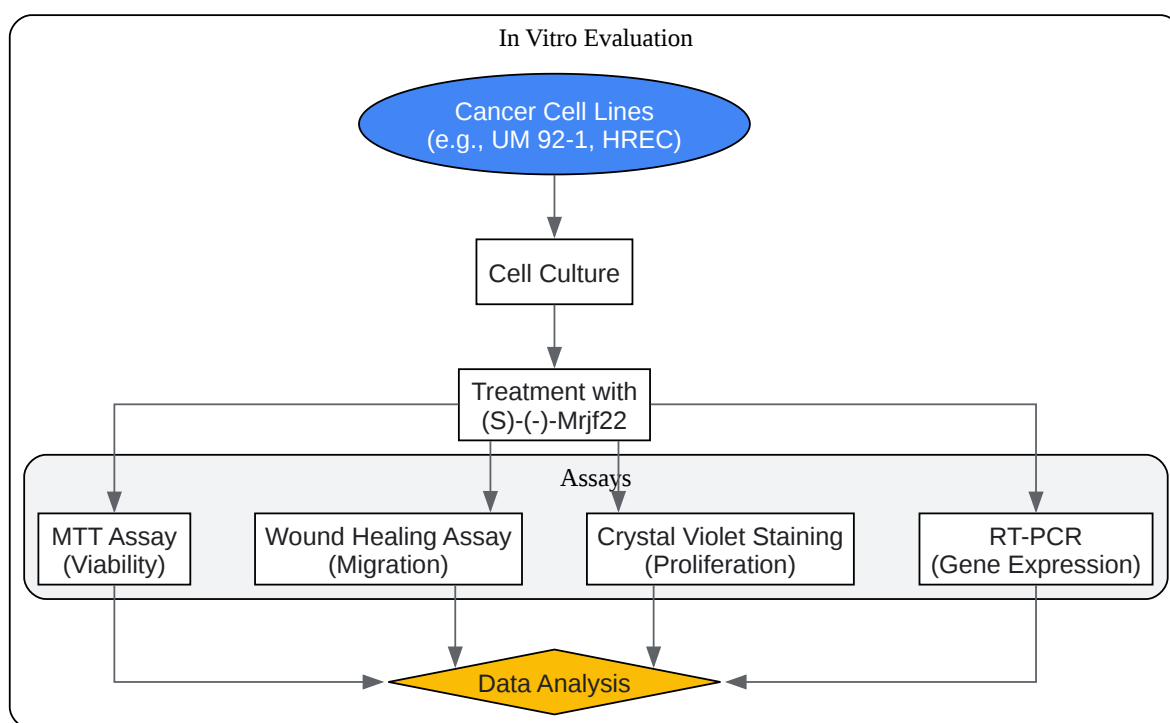 In Vitro Evaluation
Cancer Cell Lines
(e.g., UM 92-1, HREC)
Cell Culture
Treatment with
(S)-(-)-Mrjf22
Assays
MTT Assay
(Viability)
Wound Healing Assay
(Migration)
Crystal Violet Staining
(Proliferation)
RT-PCR
(Gene Expression)
Data Analysis